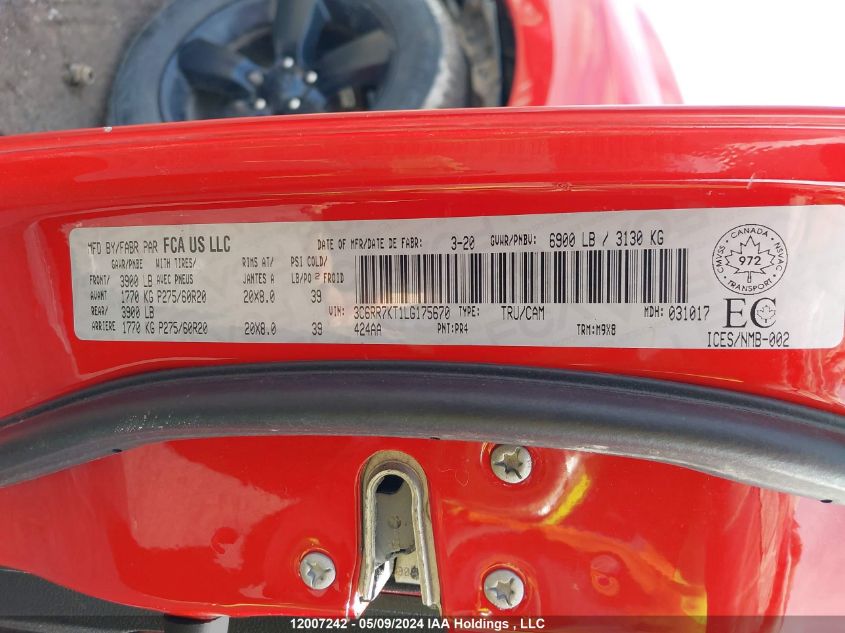 MFD BY/FABR PAR FCA US LLC DATE OF MFR/DATE DE FABR: 3-20 GVWR/PNBV: 6900 LB / 3130 KG
GAWR/PNBE WITH TIRES/ RIMS AT/ PSI COLD/
FRONT/ 3900 LB AVEC PNEUS JANTES A LB/PO² FROID
AVANT 1770 KG P275/60R20 20X8.0 39
REAR/ 3900 LB VIN: 3C6RR7KT1LG175670 TYPE: TRU/CAM MDH: 031017
ARRIERE 1770 KG P275/60R20 20X8.0 39 424AA PNT:PR4 TRM:M9X8
CMVSS · CANADA · NSVAC
972
TRANSPORT
EC
ICES/NMB-002
12007242 - 05/09/2024 IAA Holdings , LLC